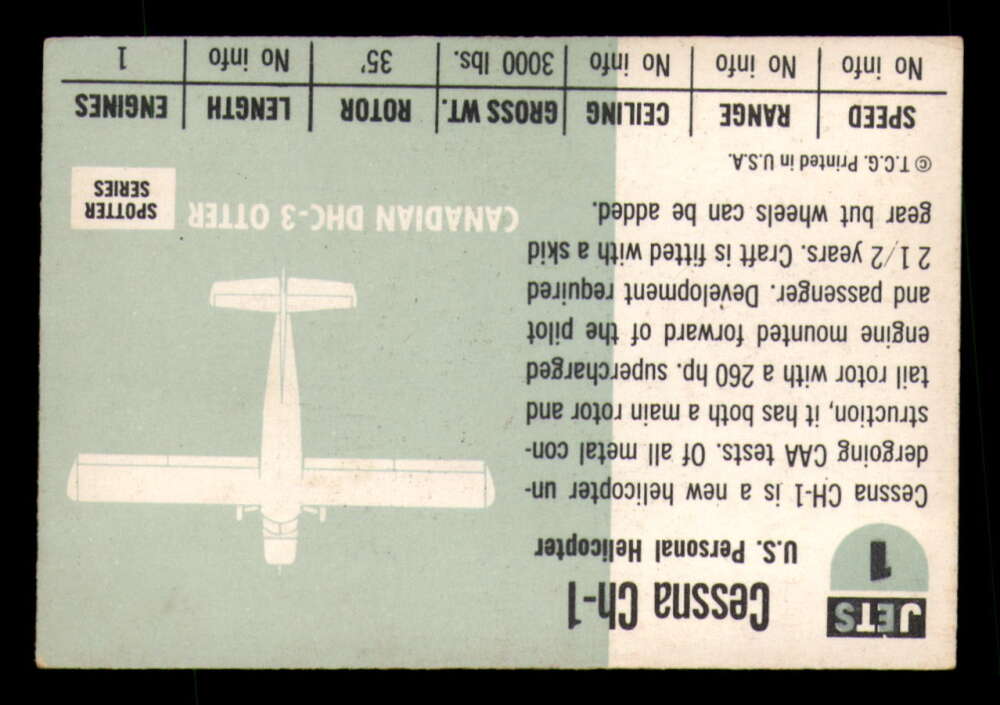 JETS
1
Cessna Ch-1
U.S. Personal Helicopter
Cessna CH-1 is a new helicopter un-
dergoing CAA tests. Of all metal con-
struction, it has both a main rotor and
tail rotor with a 260 hp. supercharged
engine mounted forward of the pilot
and passenger. Development required
2 1/2 years. Craft is fitted with a skid
gear but wheels can be added.
© T.C.G. Printed in U.S.A.
CANADIAN DHC-3 OTTER
SPOTTER
SERIES
SPEED RANGE CEILING GROSS WT. ROTOR LENGTH ENGINES
No info No info No info 3000 lbs. 35' No info 1